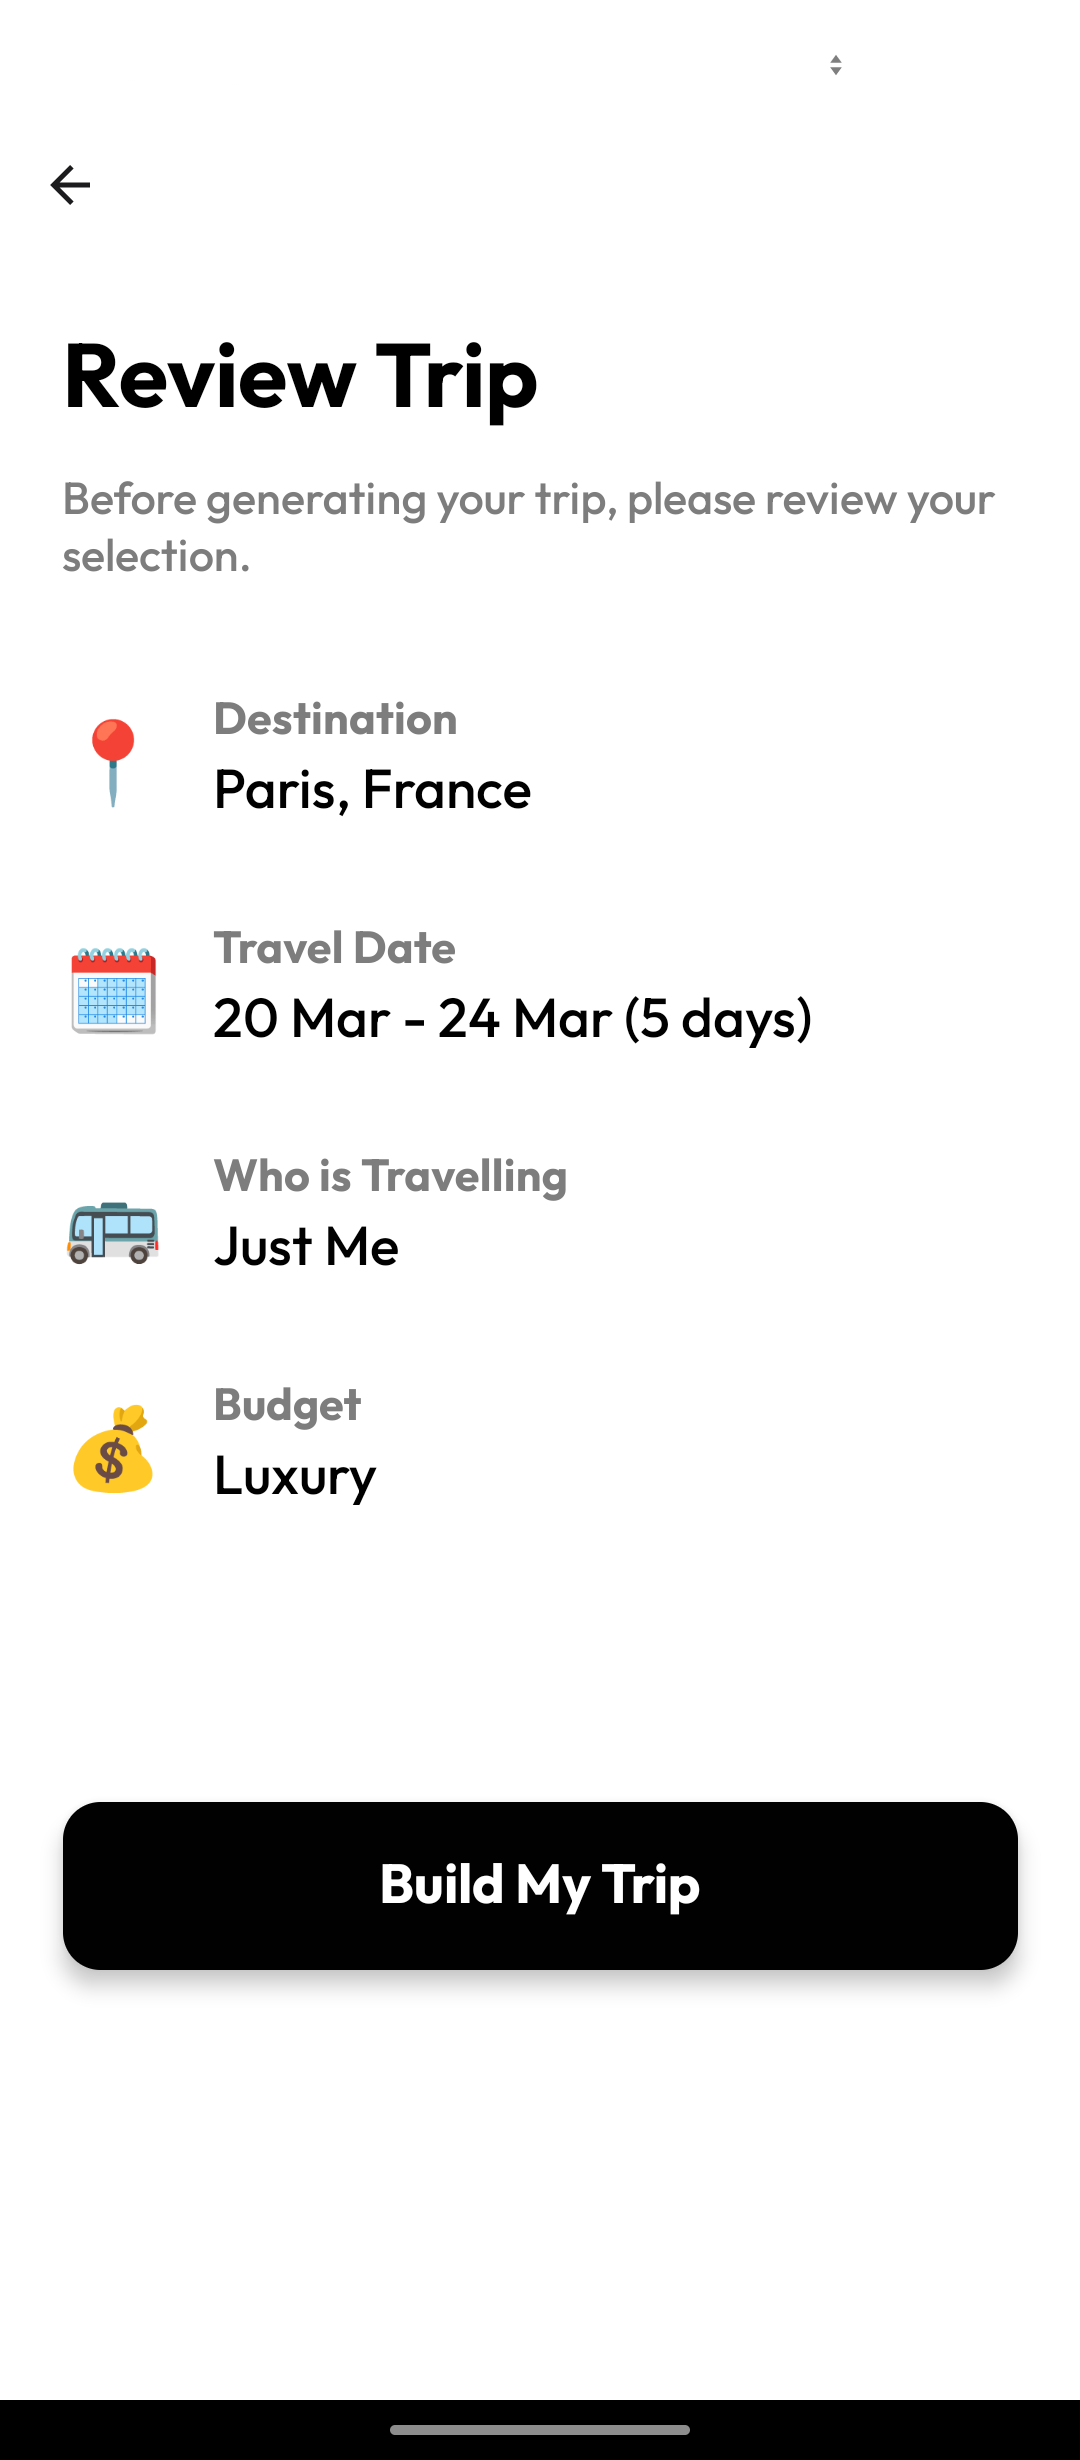 Review Trip
Before generating your trip, please review your
selection.
Destination
Paris, France
Travel Date
20 Mar - 24 Mar (5 days)
Who is Travelling
Just Me
Budget
Luxury
Build My Trip